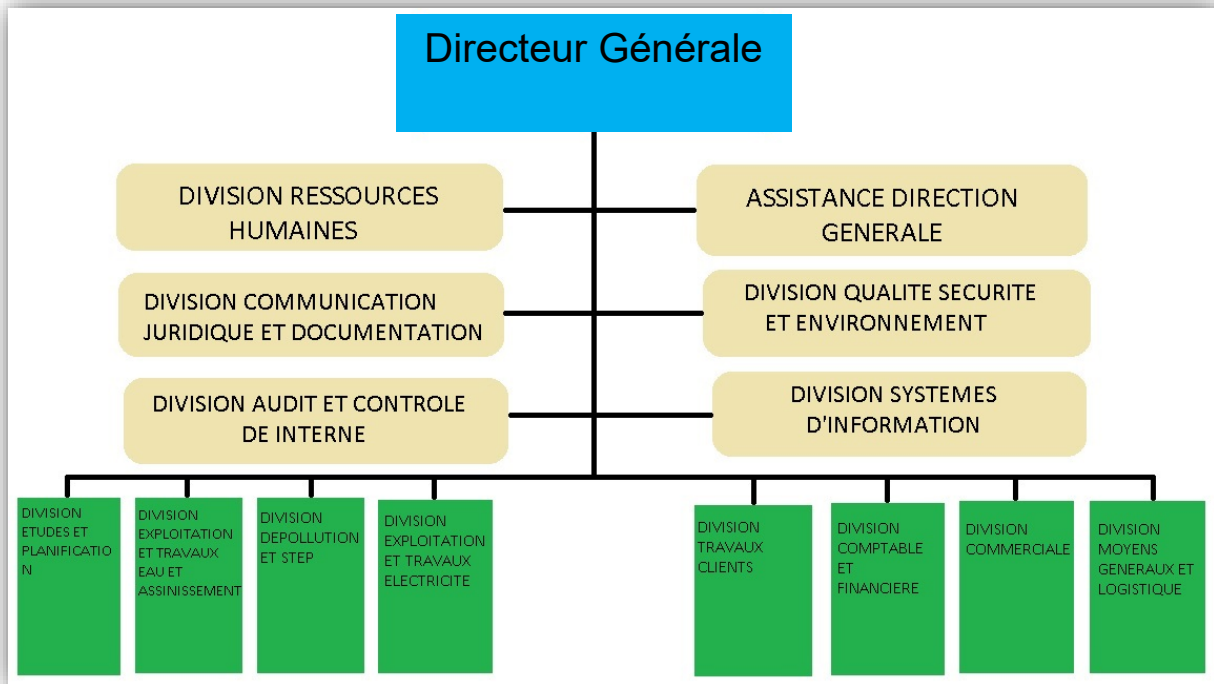 Directeur Générale
DIVISION RESSOURCES
HUMAINES
ASSISTANCE DIRECTION
GENERALE
DIVISION COMMUNICATION
JURIDIQUE ET DOCUMENTATION
DIVISION QUALITE SECURITE
ET ENVIRONNEMENT
DIVISION AUDIT ET CONTROLE
DE INTERNE
DIVISION SYSTEMES
D'INFORMATION
DIVISION
ETUDES ET
PLANIFICATIO
N
DIVISION
EXPLOITATION
ET TRAVAUX
EAU ET
ASSINISSEMENT
DIVISION
DEPOLLUTION
ET STEP
DIVISION
EXPLOITATION
ET TRAVAUX
ELECTRICITE
DIVISION
TRAVAUX
CLIENTS
DIVISION
COMPTABLE
ET
FINANCIERE
DIVISION
COMMERCIALE
DIVISION
MOYENS
GENERAUX ET
LOGISTIQUE